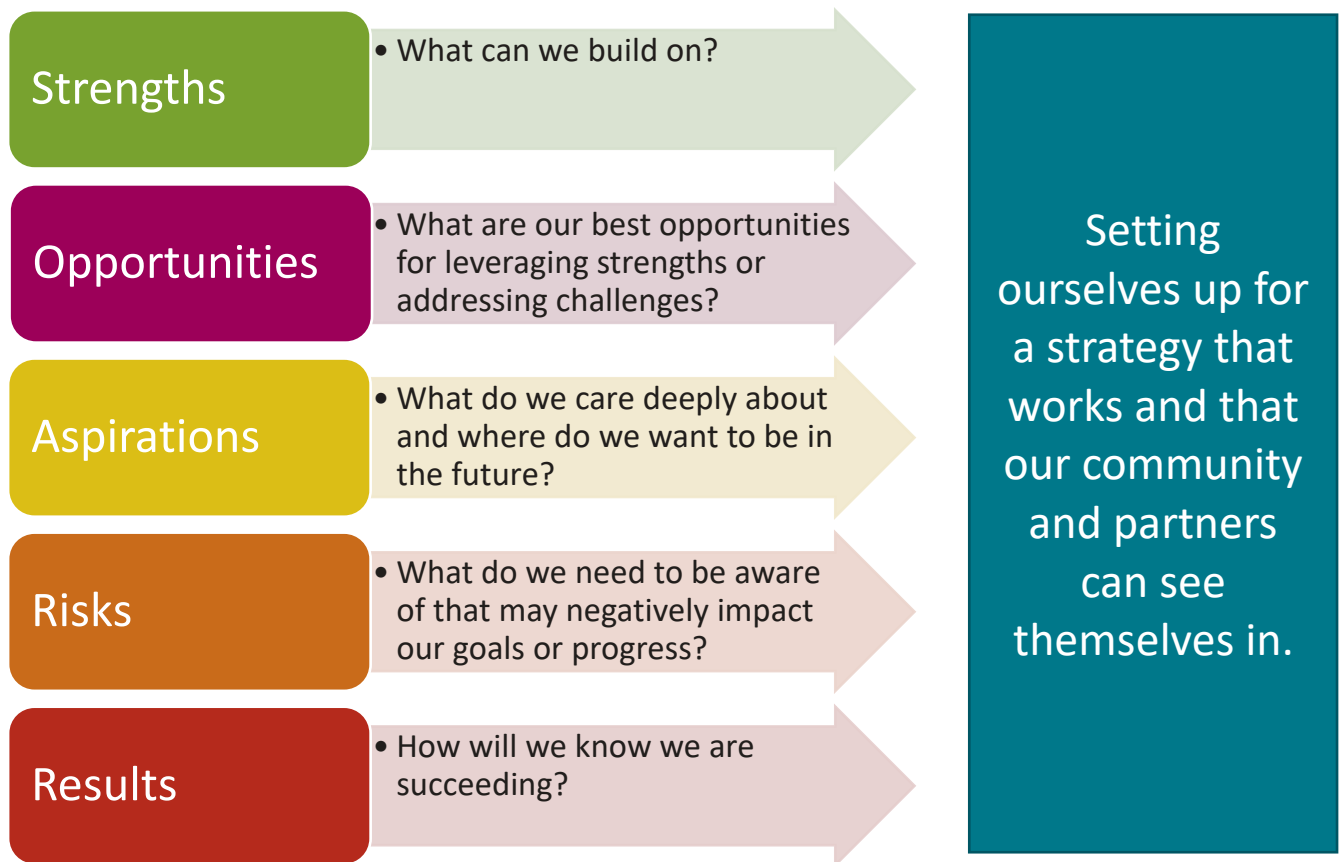 Strengths
• What can we build on?
Opportunities
• What are our best opportunities
for leveraging strengths or
addressing challenges?
Aspirations
• What do we care deeply about
and where do we want to be in
the future?
Risks
• What do we need to be aware
of that may negatively impact
our goals or progress?
Results
• How will we know we are
succeeding?
Setting
ourselves up for
a strategy that
works and that
our community
and partners
can see
themselves in.